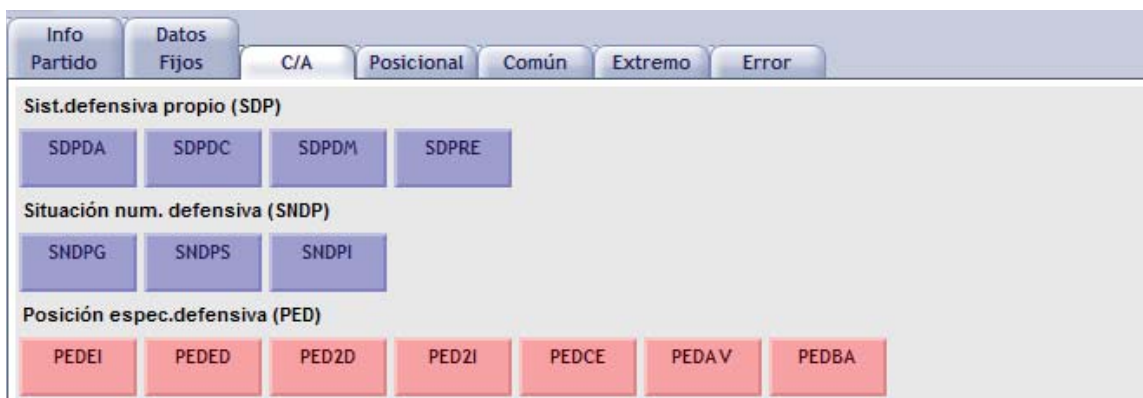 Info Partido
Datos Fijos
C/A
Posicional
Común
Extremo
Error
Sist.defensiva propio (SDP)
SDPDA SDPDC SDPDM SDPRE
Situación num. defensiva (SNDP)
SNDPG SNDPS SNDPI
Posición espec.defensiva (PED)
PEDEI PEDED PED2D PED2I PEDCE PEDAV PEDBA